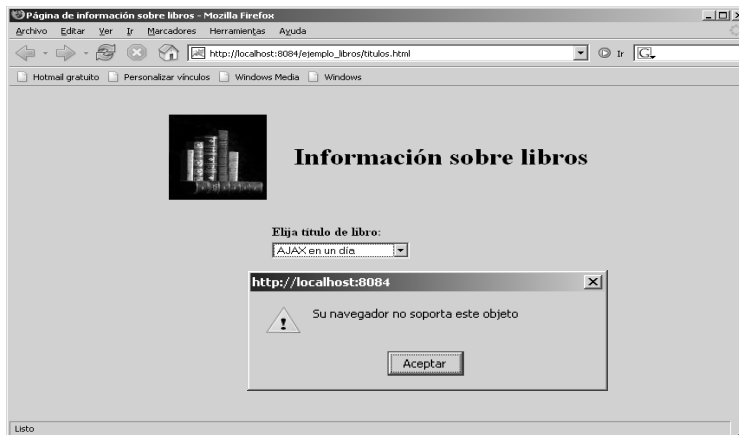 Página de información sobre libros - Mozilla Firefox
Archivo Editar Ver Ir Marcadores Herramientas Ayuda
http://localhost:8084/ejemplo_libros/titulos.html Ir G
Hotmail gratuito Personalizar vínculos Windows Media Windows
Información sobre libros
Elija título de libro:
AJAX en un día
http://localhost:8084
Su navegador no soporta este objeto
Aceptar
Listo